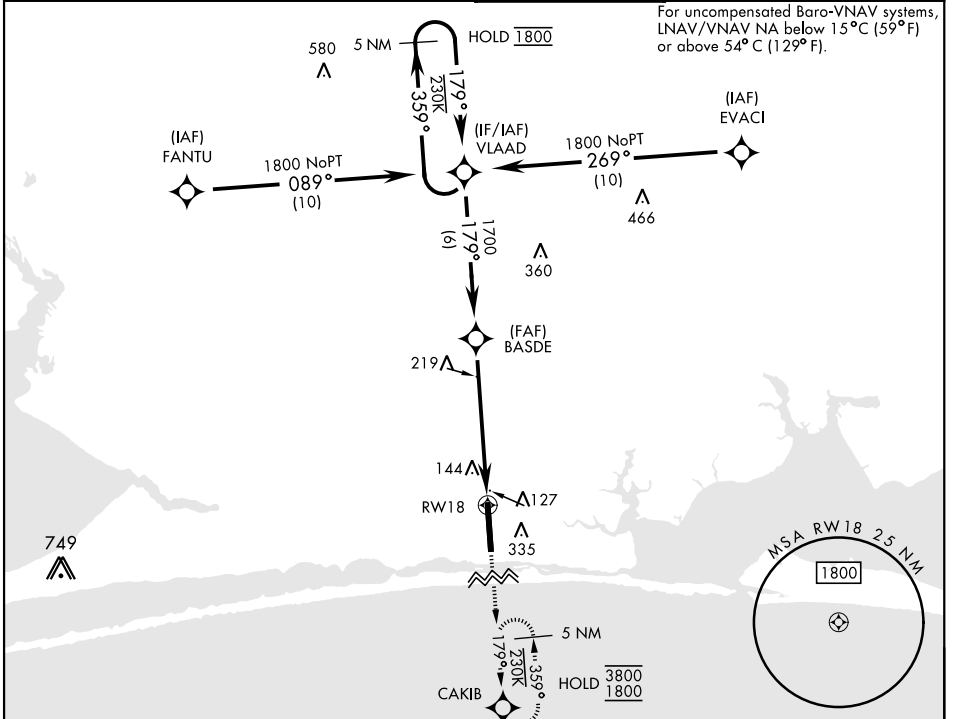 For uncompensated Baro-VNAV systems,
LNAV/VNAV NA below 15°C (59°F)
or above 54°C (129°F).
580
5 NM
HOLD 1800
359°
230K
179°
(IAF)
FANTU
1800 NoPT
089°
(10)
(IF/IAF)
VLAAD
1800 NoPT
269°
(10)
(IAF)
EVACI
466
1700
179°
(6)
360
(FAF)
BASDE
219
144
127
RW18
335
749
MSA RW18 25 NM
1800
179°
230K
359°
5 NM
HOLD 3800
1800
CAKIB